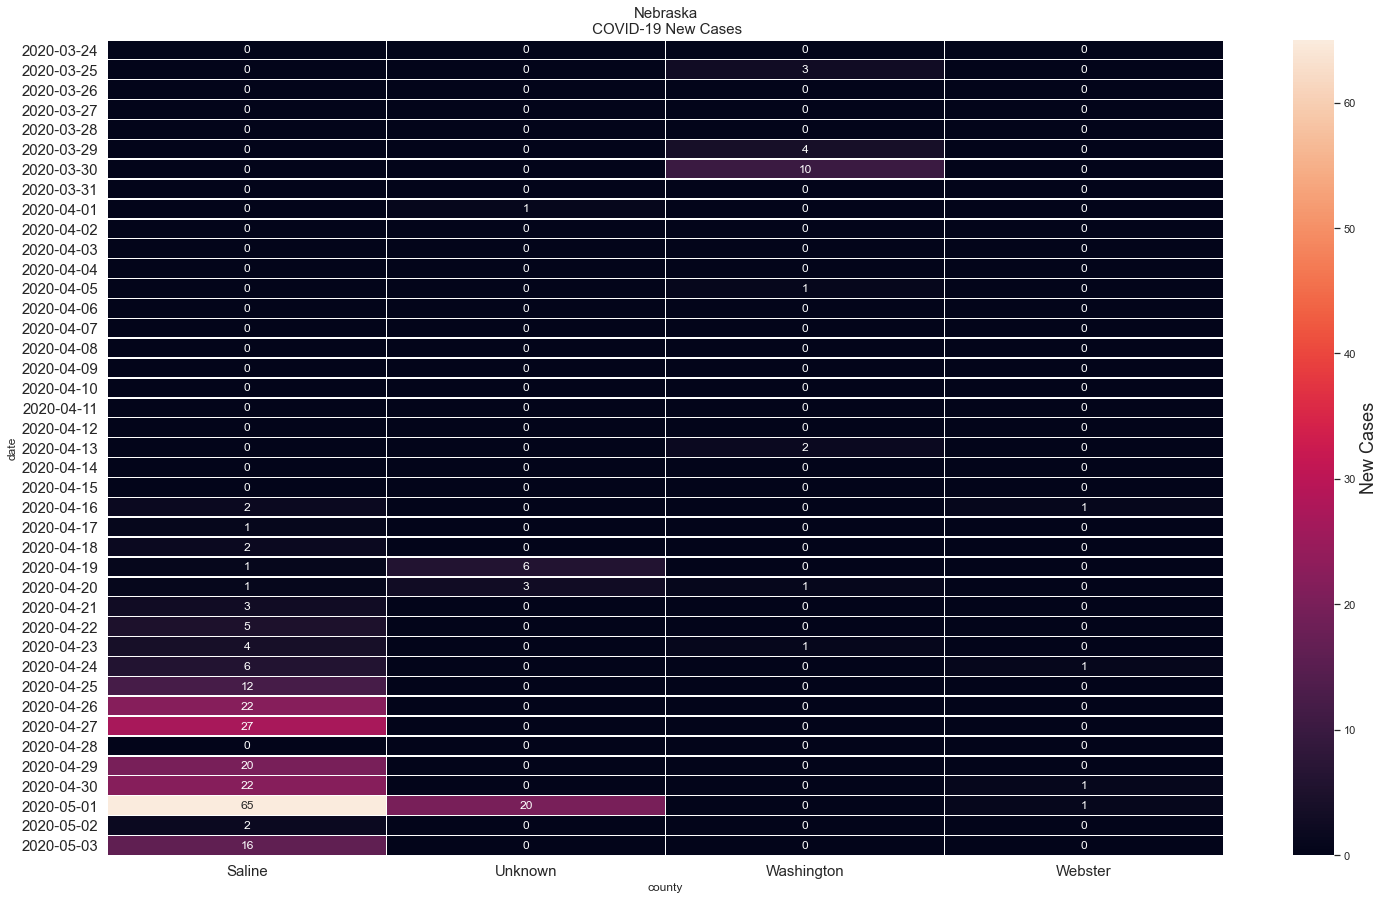 Nebraska
COVID-19 New Cases
2020-03-24 0 0 0 0
2020-03-25 0 0 3 0
2020-03-26 0 0 0 0
2020-03-27 0 0 0 0
2020-03-28 0 0 0 0
2020-03-29 0 0 4 0
2020-03-30 0 0 10 0
2020-03-31 0 0 0 0
2020-04-01 0 1 0 0
2020-04-02 0 0 0 0
2020-04-03 0 0 0 0
2020-04-04 0 0 0 0
2020-04-05 0 0 1 0
2020-04-06 0 0 0 0
2020-04-07 0 0 0 0
2020-04-08 0 0 0 0
2020-04-09 0 0 0 0
2020-04-10 0 0 0 0
2020-04-11 0 0 0 0
2020-04-12 0 0 0 0
2020-04-13 0 0 2 0
2020-04-14 0 0 0 0
2020-04-15 0 0 0 0
2020-04-16 2 0 0 1
2020-04-17 1 0 0 0
2020-04-18 2 0 0 0
2020-04-19 1 6 0 0
2020-04-20 1 3 1 0
2020-04-21 3 0 0 0
2020-04-22 5 0 0 0
2020-04-23 4 0 1 0
2020-04-24 6 0 0 1
2020-04-25 12 0 0 0
2020-04-26 22 0 0 0
2020-04-27 27 0 0 0
2020-04-28 0 0 0 0
2020-04-29 20 0 0 0
2020-04-30 22 0 0 1
2020-05-01 65 20 0 1
2020-05-02 2 0 0 0
2020-05-03 16 0 0 0
Saline Unknown Washington Webster
county
date
60
50
40
30
20
10
0
New Cases